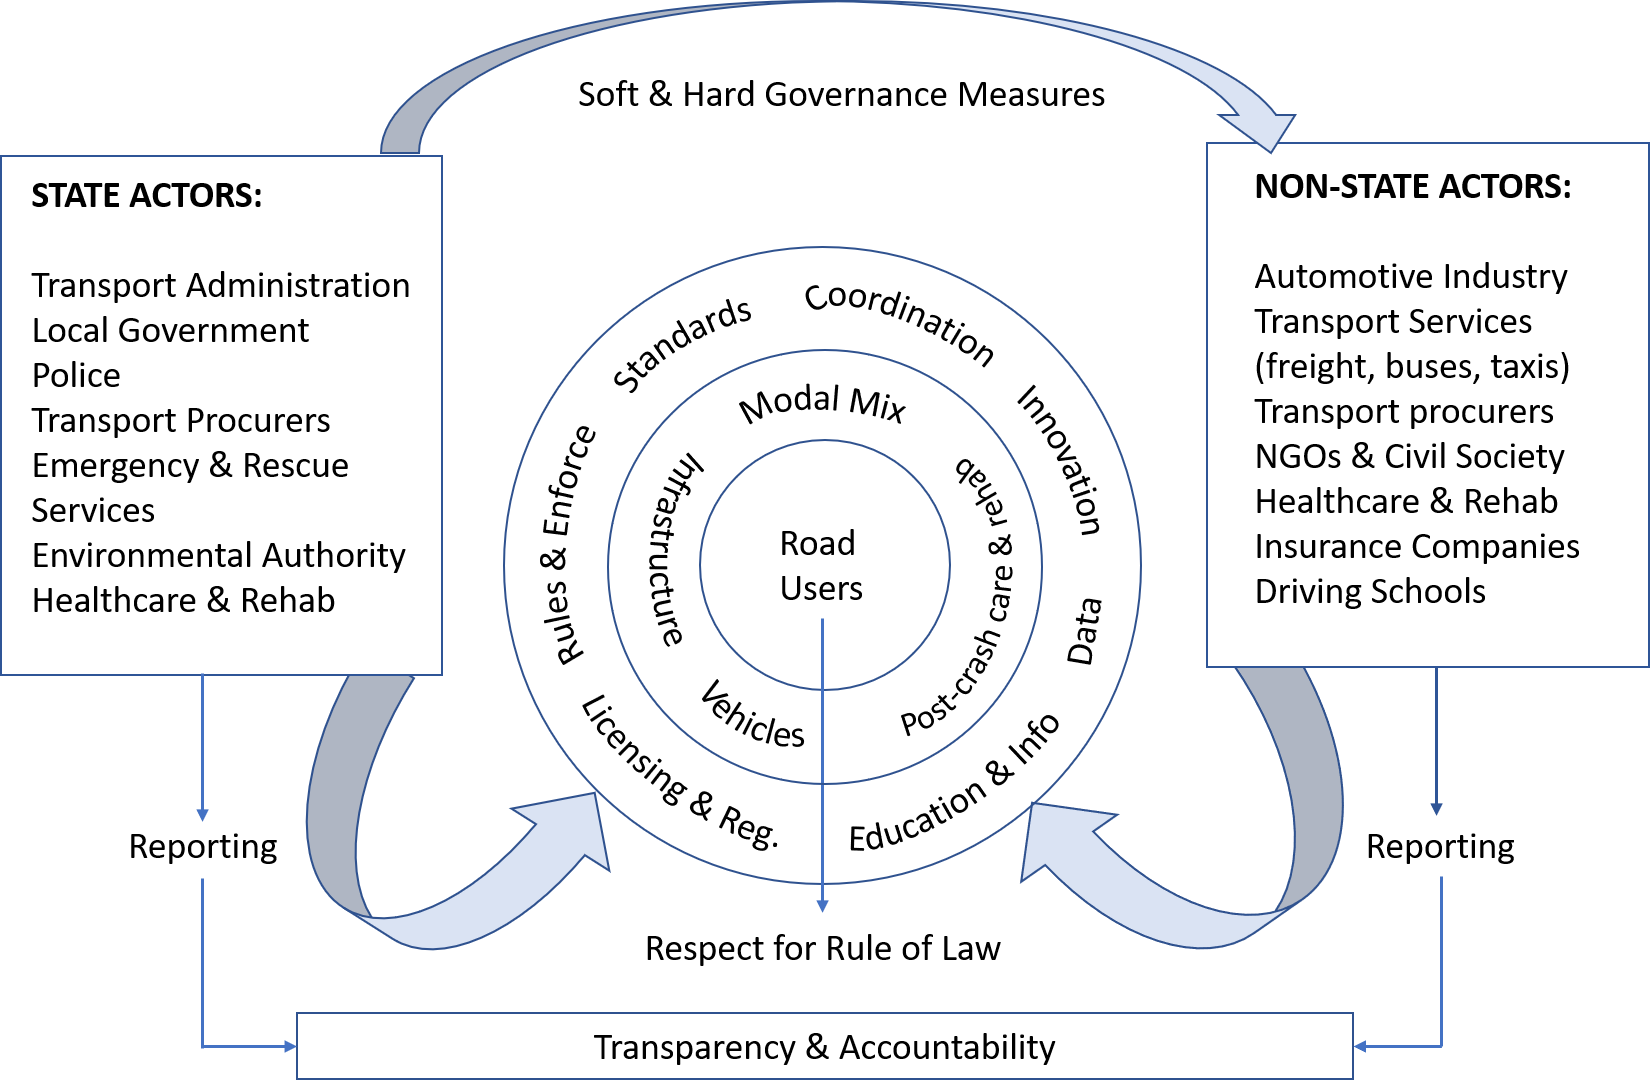 Soft & Hard Governance Measures
STATE ACTORS:
Transport Administration
Local Government
Police
Transport Procurers
Emergency & Rescue
Services
Environmental Authority
Healthcare & Rehab
NON-STATE ACTORS:
Automotive Industry
Transport Services
(freight, buses, taxis)
Transport procurers
NGOs & Civil Society
Healthcare & Rehab
Insurance Companies
Driving Schools
Standards
Coordination
Innovation
Data
Education & Info
Licensing & Reg.
Rules & Enforce
Modal Mix
Post-crash care & rehab
Vehicles
Infrastructure
Road
Users
Reporting
Reporting
Respect for Rule of Law
Transparency & Accountability